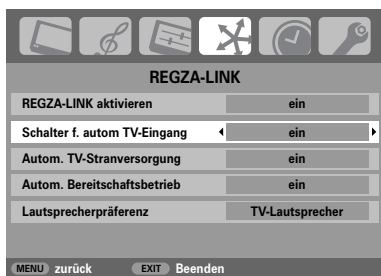 REGZA-LINK
REGZA-LINK aktivieren ein
Schalter f. autom TV-Eingang ein
Autom. TV-Stranversorgung ein
Autom. Bereitschaftsbetrieb ein
Lautsprecherpräferenz TV-Lautsprecher
MENU zurück EXIT Beenden